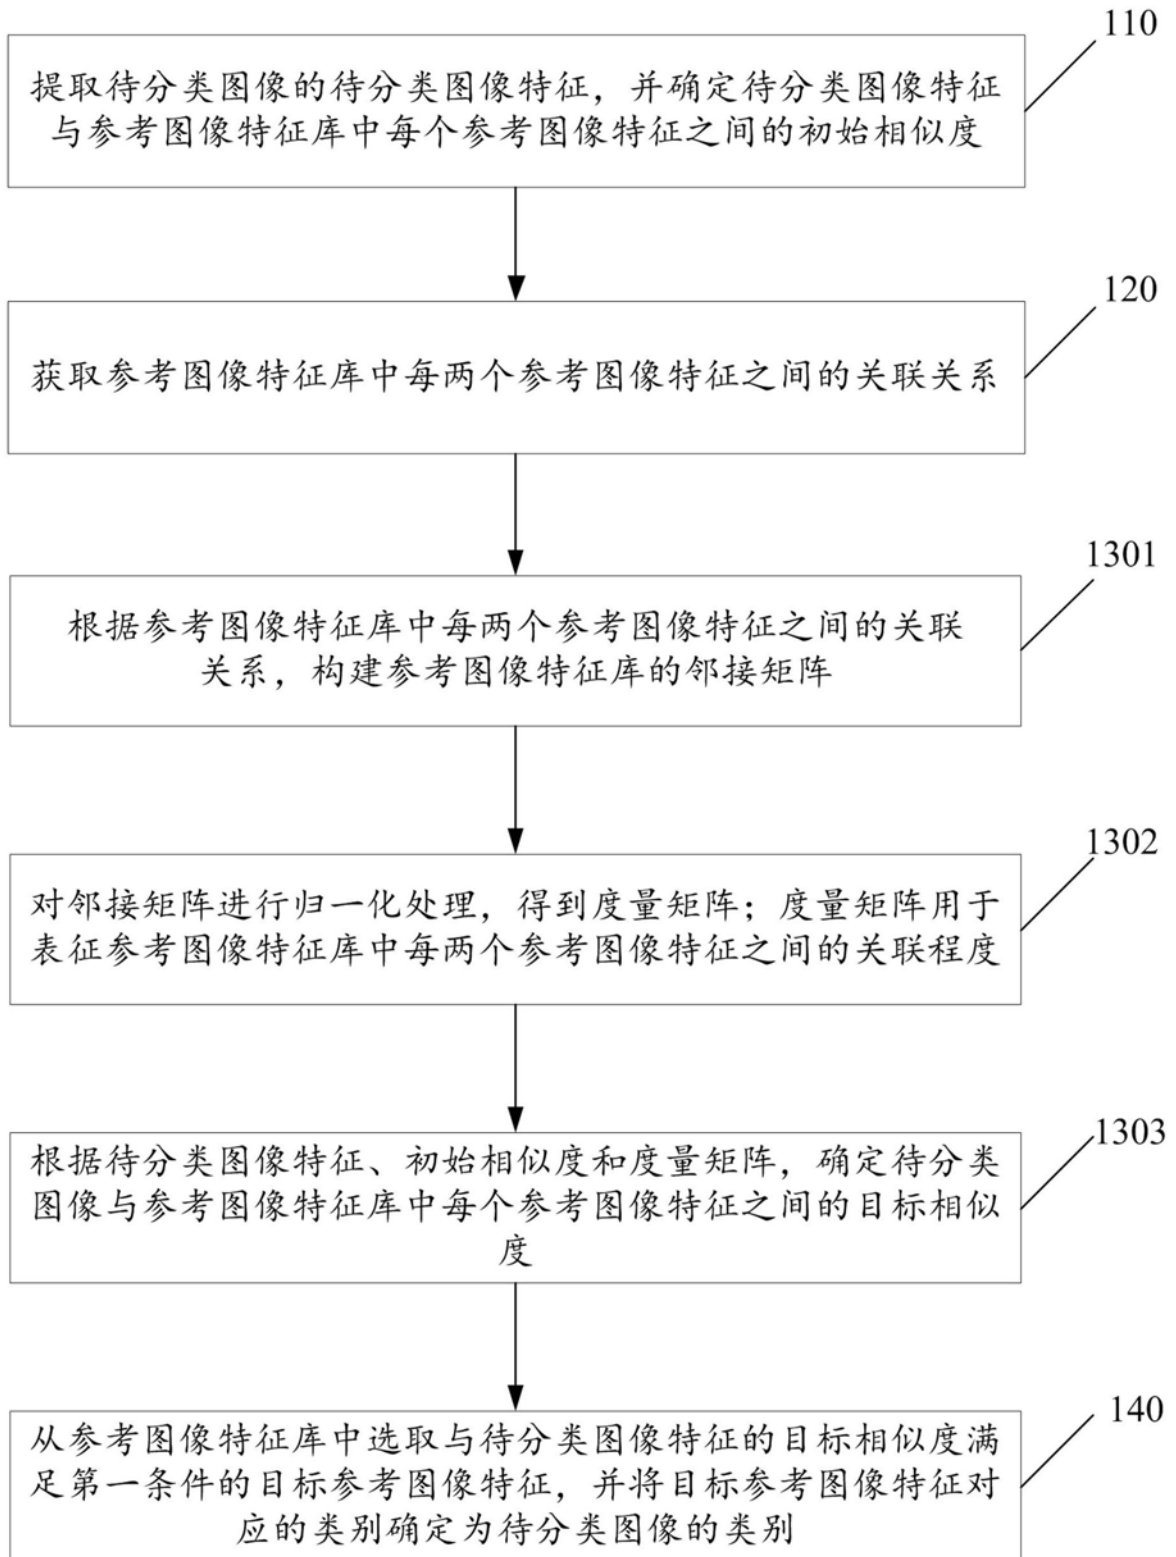 110
提取待分类图像的待分类图像特征，并确定待分类图像特征
与参考图像特征库中每个参考图像特征之间的初始相似度
120
获取参考图像特征库中每两个参考图像特征之间的关联关系
1301
根据参考图像特征库中每两个参考图像特征之间的关联
关系，构建参考图像特征库的邻接矩阵
1302
对邻接矩阵进行归一化处理，得到度量矩阵；度量矩阵用于
表征参考图像特征库中每两个参考图像特征之间的关联程度
1303
根据待分类图像特征、初始相似度和度量矩阵，确定待分类
图像与参考图像特征库中每个参考图像特征之间的目标相似
度
140
从参考图像特征库中选取与待分类图像特征的目标相似度满
足第一条件的目标参考图像特征，并将目标参考图像特征对
应的类别确定为待分类图像的类别